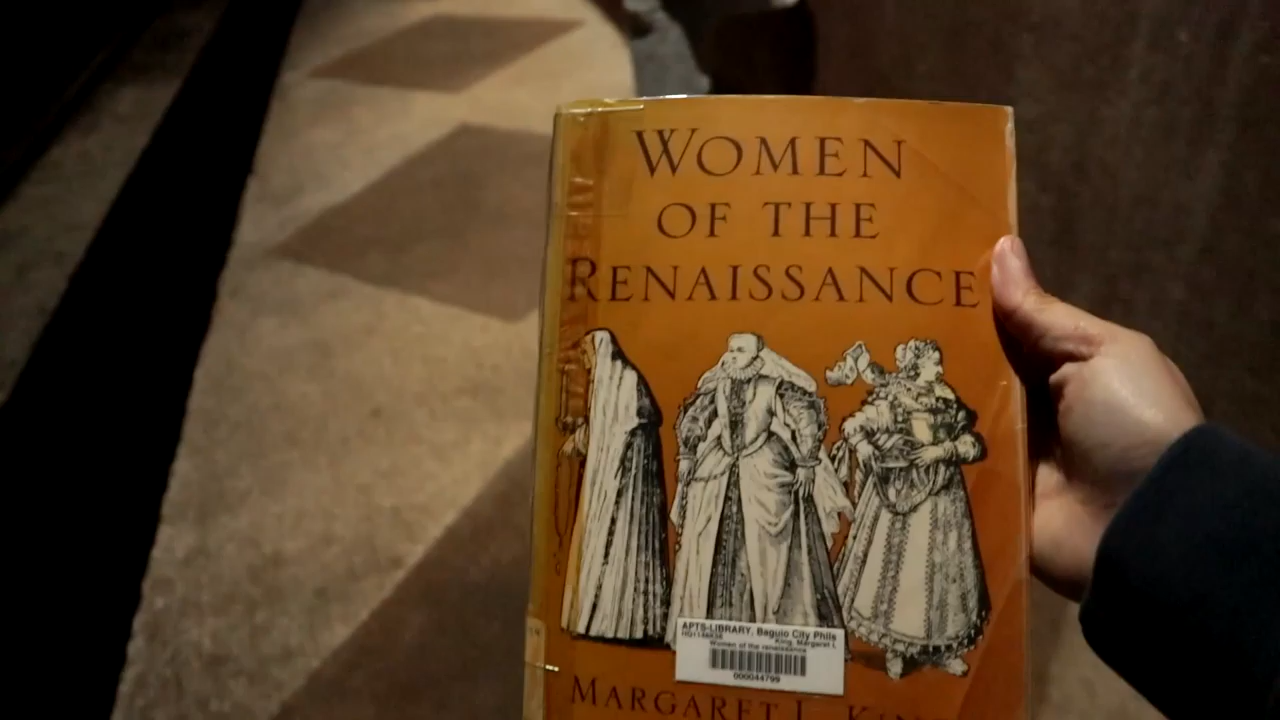 WOMEN
OF THE
RENAISSANCE
APTS-LIBRARY, Baguio City Phils
King, Margaret L
Women of the renaissance
000044799
MARGARET L. KING